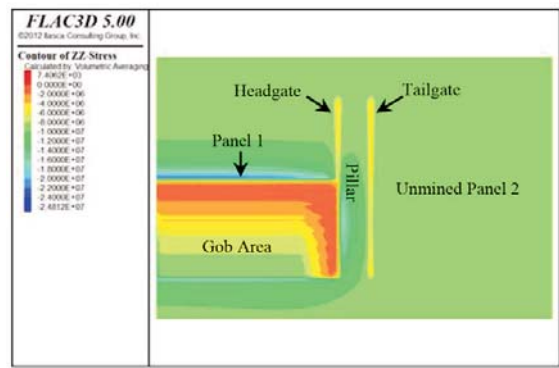 FLAC3D 5.00
©2012 Itasca Consulting Group, Inc.
Contour of ZZ-Stress
Calculated by: Volumetric Averaging
7.4062E+03
0.0000E+00
-2.0000E+06
-4.0000E+06
-6.0000E+06
-8.0000E+06
-1.0000E+07
-1.2000E+07
-1.4000E+07
-1.6000E+07
-1.8000E+07
-2.0000E+07
-2.2000E+07
-2.4000E+07
-2.4812E+07
Headgate
Tailgate
Panel 1
Pillar
Unmined Panel 2
Gob Area